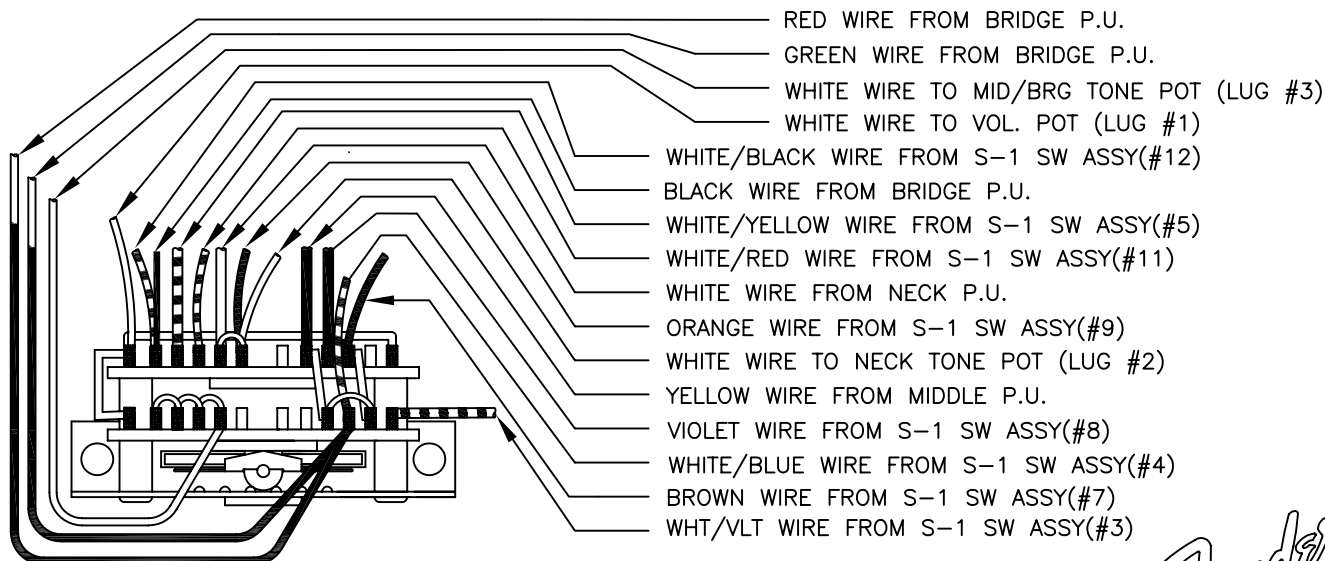 RED WIRE FROM BRIDGE P.U.
GREEN WIRE FROM BRIDGE P.U.
WHITE WIRE TO MID/BRG TONE POT (LUG #3)
WHITE WIRE TO VOL. POT (LUG #1)
WHITE/BLACK WIRE FROM S-1 SW ASSY(#12)
BLACK WIRE FROM BRIDGE P.U.
WHITE/YELLOW WIRE FROM S-1 SW ASSY(#5)
WHITE/RED WIRE FROM S-1 SW ASSY(#11)
WHITE WIRE FROM NECK P.U.
ORANGE WIRE FROM S-1 SW ASSY(#9)
WHITE WIRE TO NECK TONE POT (LUG #2)
YELLOW WIRE FROM MIDDLE P.U.
VIOLET WIRE FROM S-1 SW ASSY(#8)
WHITE/BLUE WIRE FROM S-1 SW ASSY(#4)
BROWN WIRE FROM S-1 SW ASSY(#7)
WHT/VLT WIRE FROM S-1 SW ASSY(#3)